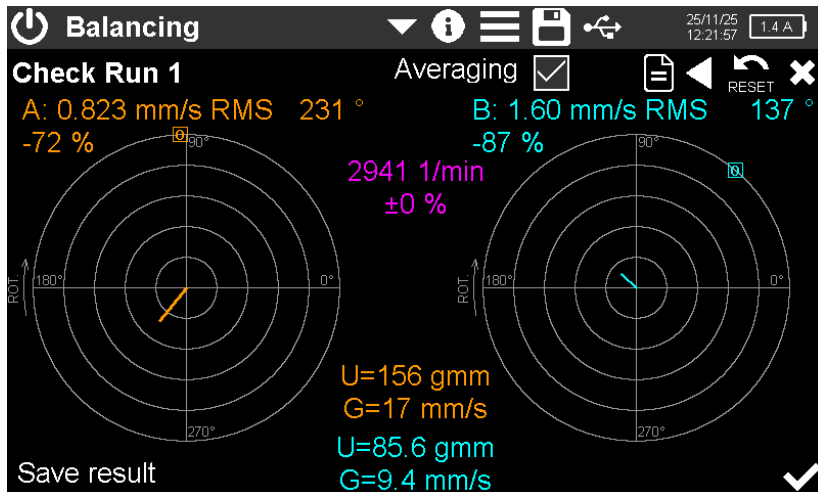 Balancing
25/11/25
12:21:57
1.4 A
Check Run 1
Averaging
RESET
A: 0.823 mm/s RMS 231 °
-72 %
B: 1.60 mm/s RMS 137 °
-87 %
2941 1/min
±0 %
0
90°
180°
0°
270°
ROT.
0
90°
180°
0°
270°
ROT.
U=156 gmm
G=17 mm/s
U=85.6 gmm
G=9.4 mm/s
Save result